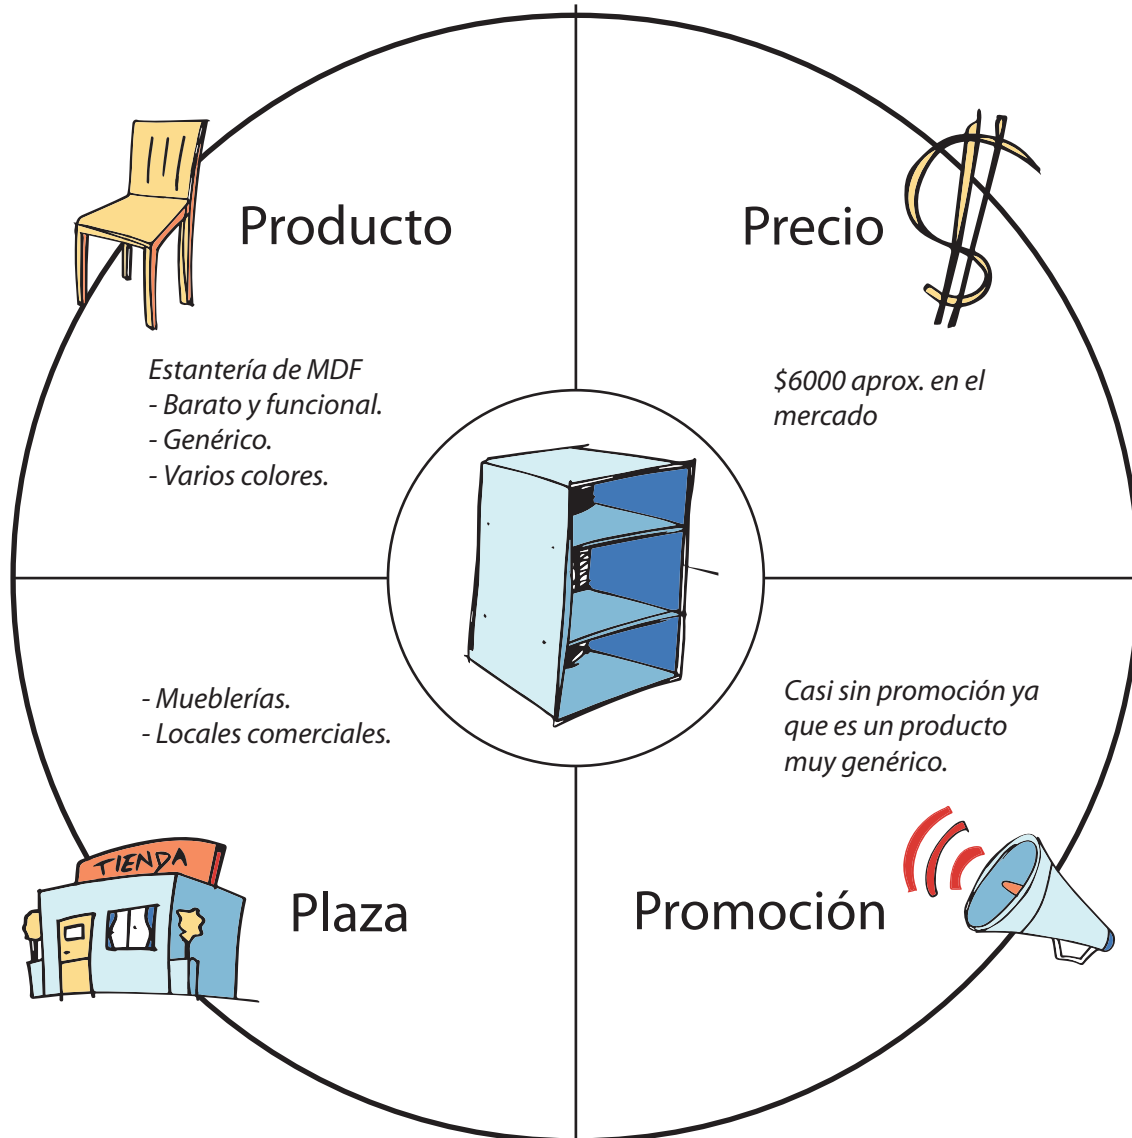 Producto
Estantería de MDF
- Barato y funcional.
- Genérico.
- Varios colores.
Precio
$6000 aprox. en el
mercado
- Mueblerías.
- Locales comerciales.
TIENDA
Plaza
Casi sin promoción ya
que es un producto
muy genérico.
Promoción